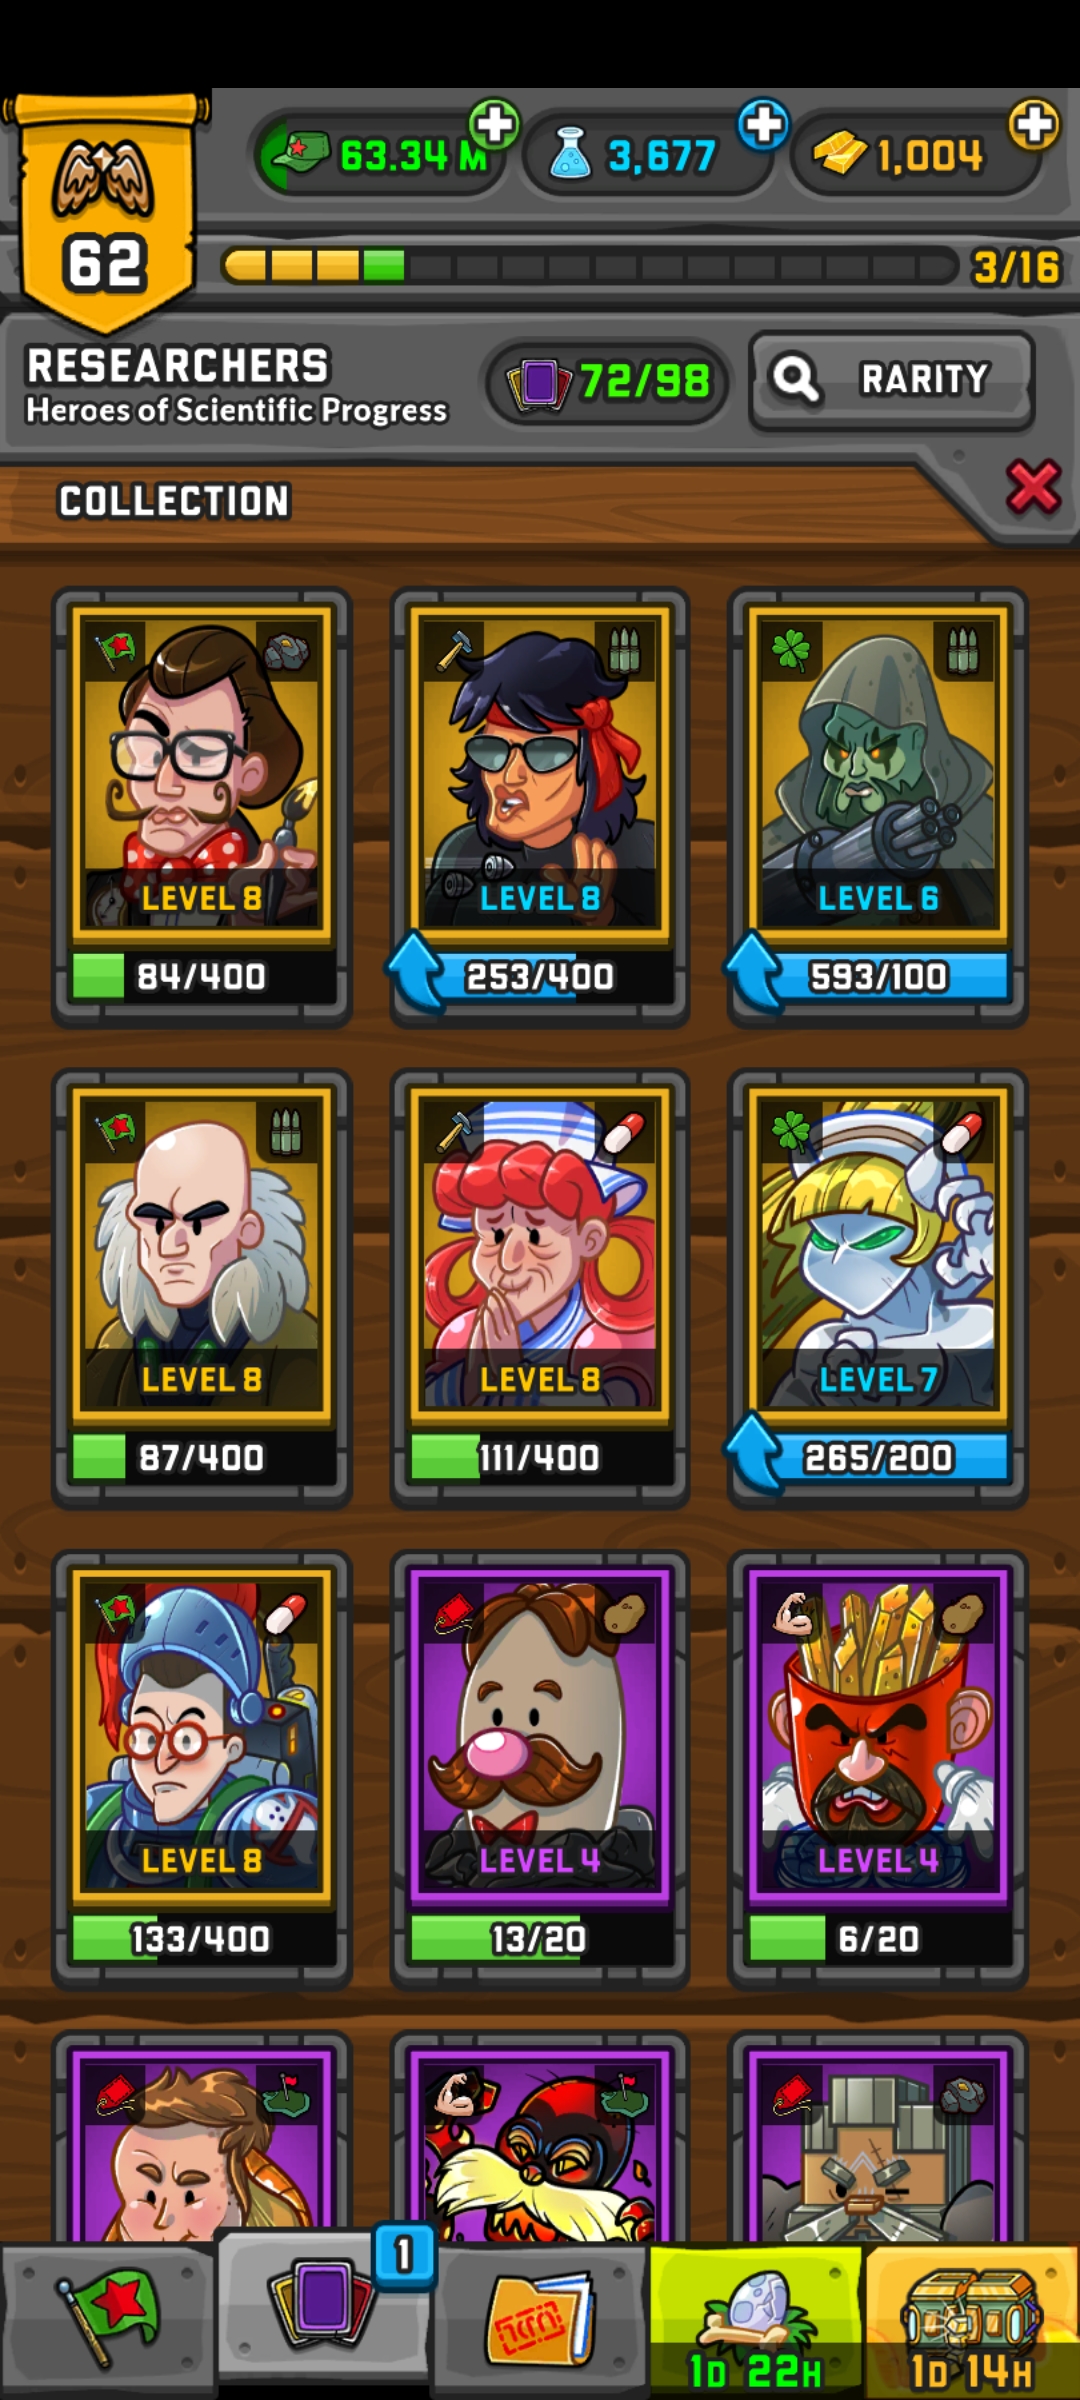 63.34 M
3,677
1,004
62
3/16
RESEARCHERS
Heroes of Scientific Progress
72/98
RARITY
COLLECTION
LEVEL 8
LEVEL 8
LEVEL 6
84/400
253/400
593/100
LEVEL 8
LEVEL 8
LEVEL 7
87/400
111/400
265/200
LEVEL 8
LEVEL 4
LEVEL 4
133/400
13/20
6/20
1
1D 22H
1D 14H